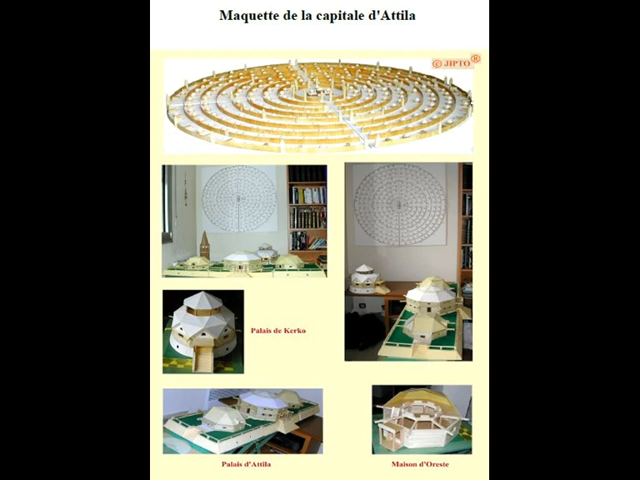 Maquette de la capitale d'Attila
© JIPTO ®
Palais de Kerko
Palais d'Attila
Maison d'Oreste